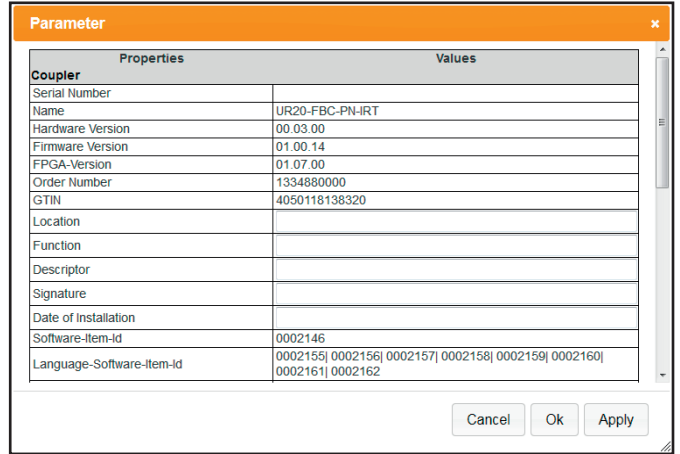 Parameter
Properties Values
Coupler
Serial Number
Name UR20-FBC-PN-IRT
Hardware Version 00.03.00
Firmware Version 01.00.14
FPGA-Version 01.07.00
Order Number 1334880000
GTIN 4050118138320
Location
Function
Descriptor
Signature
Date of Installation
Software-Item-Id 0002146
Language-Software-Item-Id 0002155| 0002156| 0002157| 0002158| 0002159| 0002160|
0002161| 0002162
Cancel Ok Apply